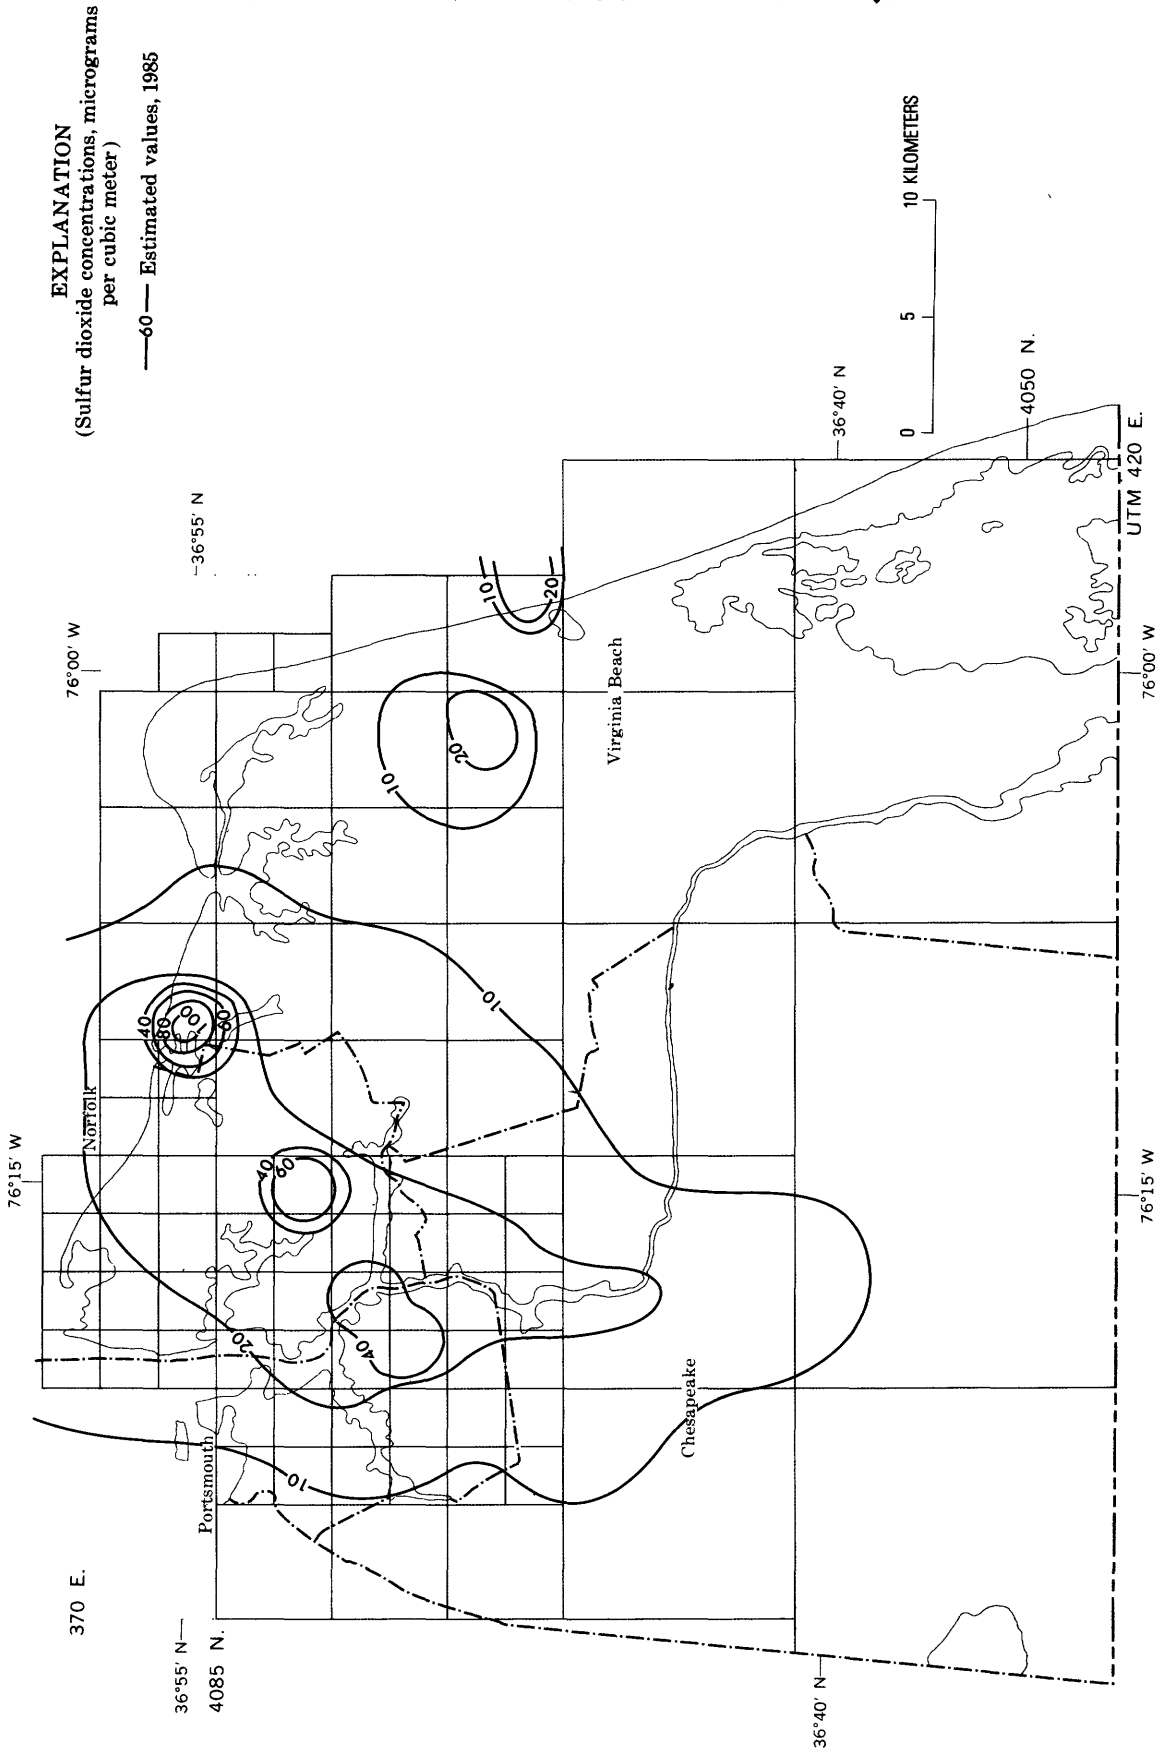 EXPLANATION
(Sulfur dioxide concentrations, micrograms
per cubic meter)
—60— Estimated values, 1985
370 E.
76°15′ W
76°00′ W
36°55′ N
4085 N.
36°55′ N
Norfolk
Portsmouth
Virginia Beach
Chesapeake
10
20
40
40
60
40
80
100
60
10
10
20
10
20
36°40′ N
36°40′ N
4050 N.
UTM 420 E.
76°15′ W
76°00′ W
0 5 10 KILOMETERS